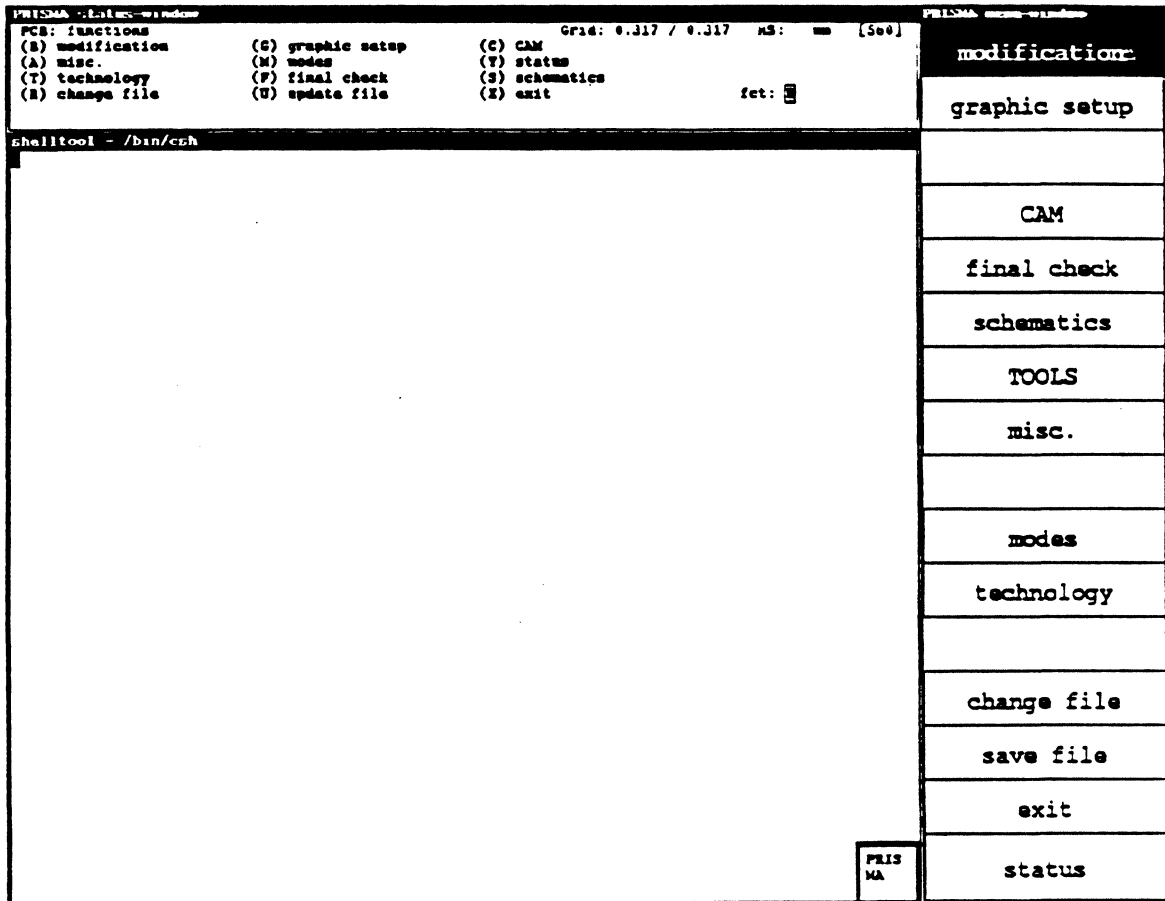 PRISMA status-window
PCB: functions Grid: 0.317 / 0.317 MS: mm [560]
(B) modification (G) graphic setup (C) CAM
(A) misc. (M) modes (Y) status
(T) technology (F) final check (S) schematics
(R) change file (U) update file (X) exit fct:
shelltool - /bin/csh
PRIS
MA
PRISMA menu-window
modifications
graphic setup
CAM
final check
schematics
TOOLS
misc.
modes
technology
change file
save file
exit
status